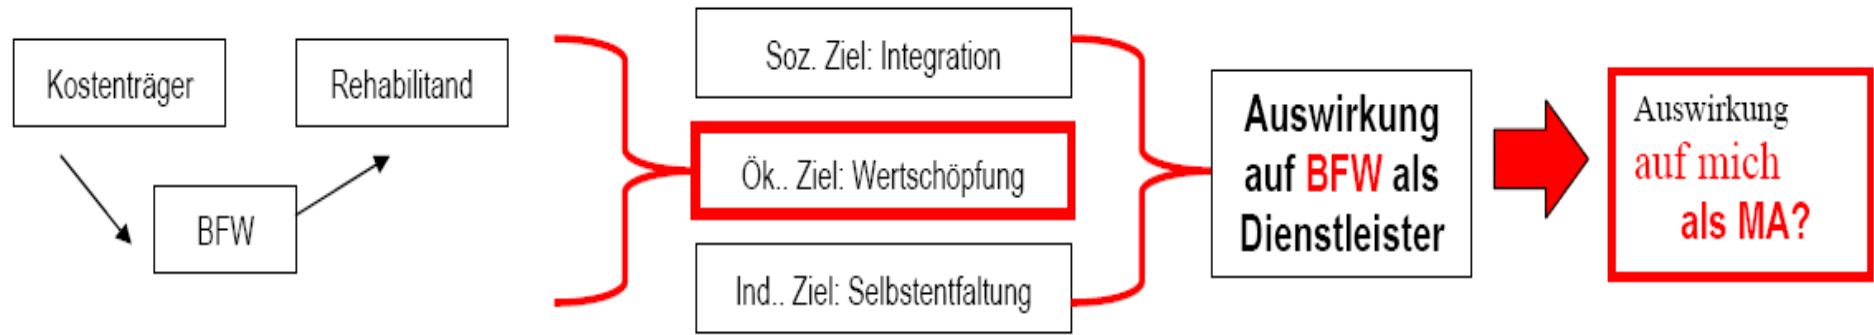 Kostenträger
Rehabilitand
BFW
Soz. Ziel: Integration
Ök.. Ziel: Wertschöpfung
Ind.. Ziel: Selbstentfaltung
Auswirkung
auf BFW als
Dienstleister
Auswirkung
auf mich
als MA?